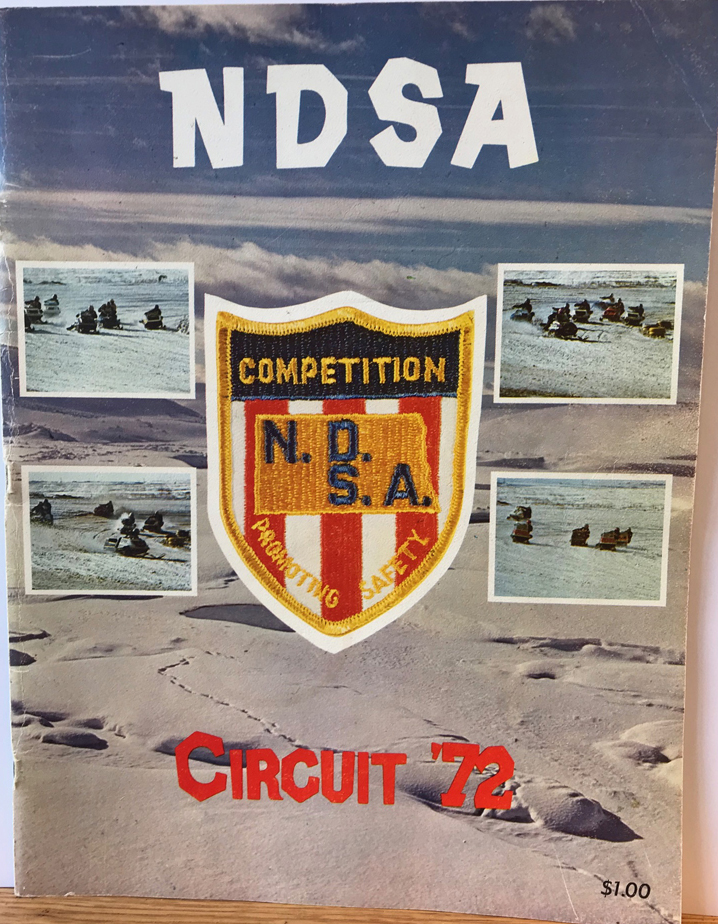 NDSA
COMPETITION
N. D.
S. A.
PROMOTING SAFETY
CIRCUIT '72
$1.00